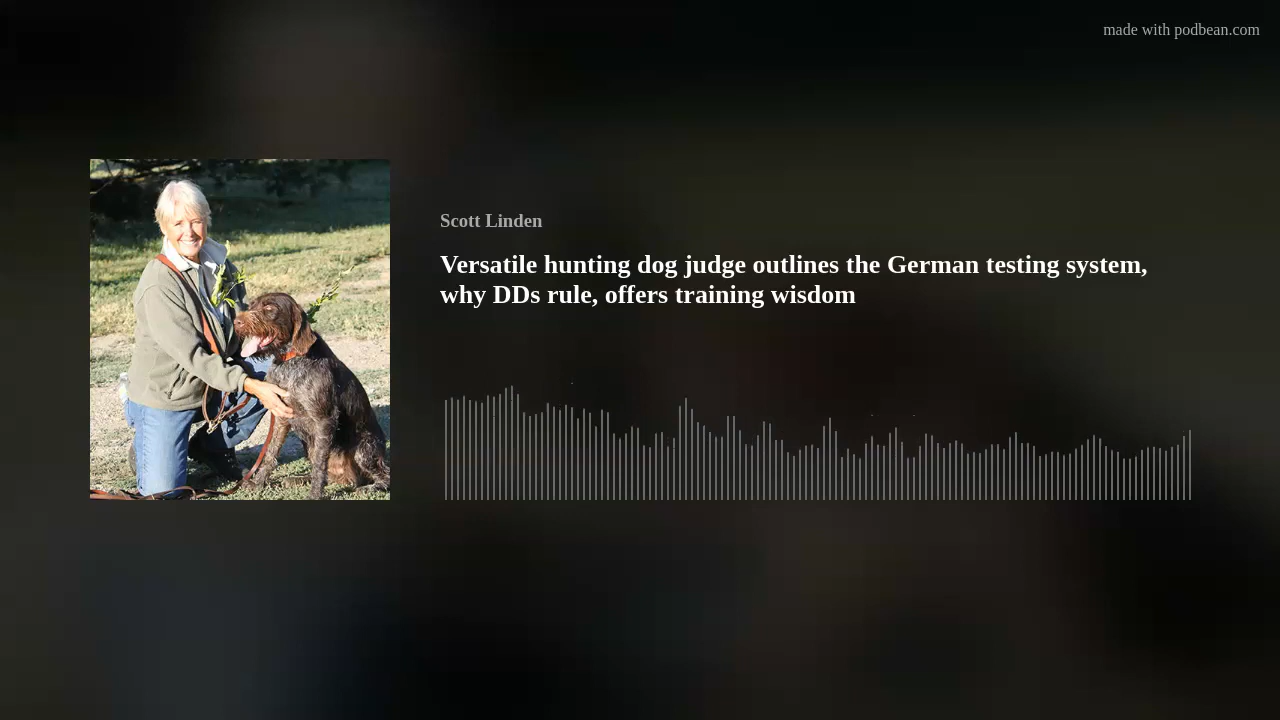 made with podbean.com
Scott Linden
Versatile hunting dog judge outlines the German testing system,
why DDs rule, offers training wisdom